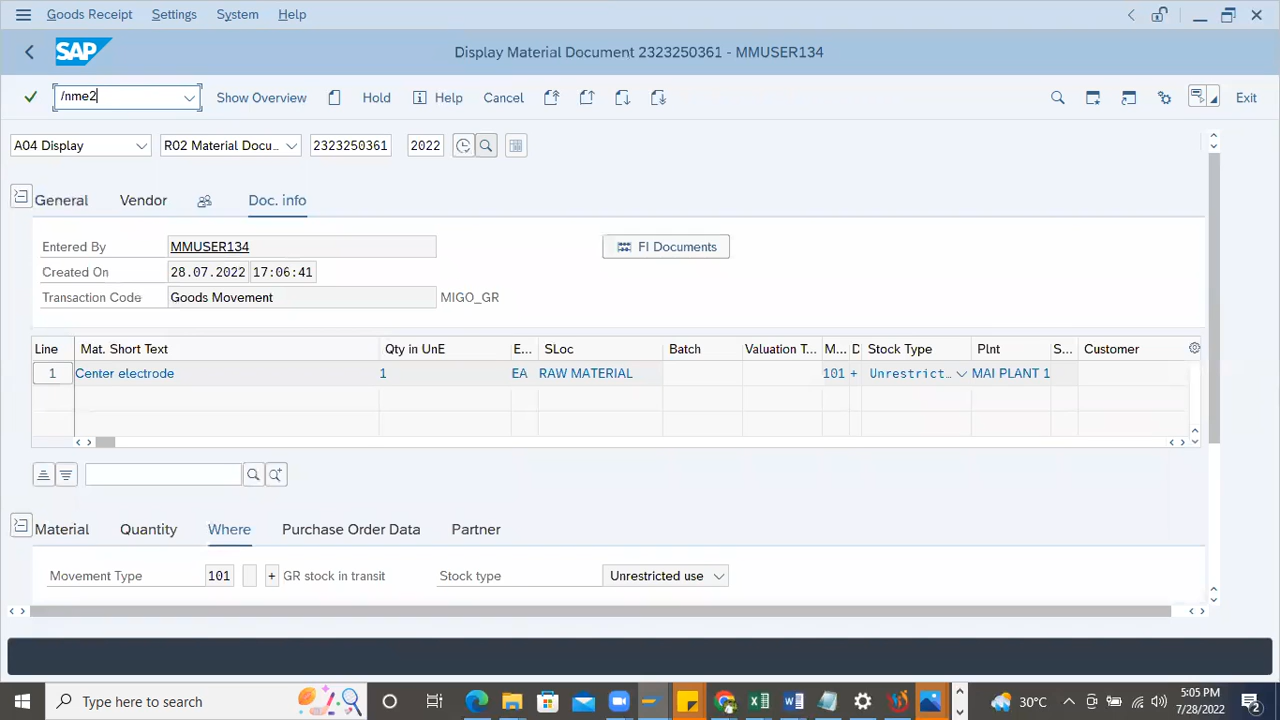 Goods Receipt Settings System Help
SAP Display Material Document 2323250361 - MMUSER134
/nme2 Show Overview Hold Help Cancel Exit
A04 Display R02 Material Docu... 2323250361 2022
General Vendor Doc. info
Entered By MMUSER134 FI Documents
Created On 28.07.2022 17:06:41
Transaction Code Goods Movement MIGO_GR
Line Mat. Short Text Qty in UnE E... SLoc Batch Valuation T... M... D Stock Type Plnt S... Customer
1 Center electrode 1 EA RAW MATERIAL 101 + Unrestrict... MAI PLANT 1
Material Quantity Where Purchase Order Data Partner
Movement Type 101 + GR stock in transit Stock type Unrestricted use
Type here to search 30°C 5:05 PM
7/28/2022 2